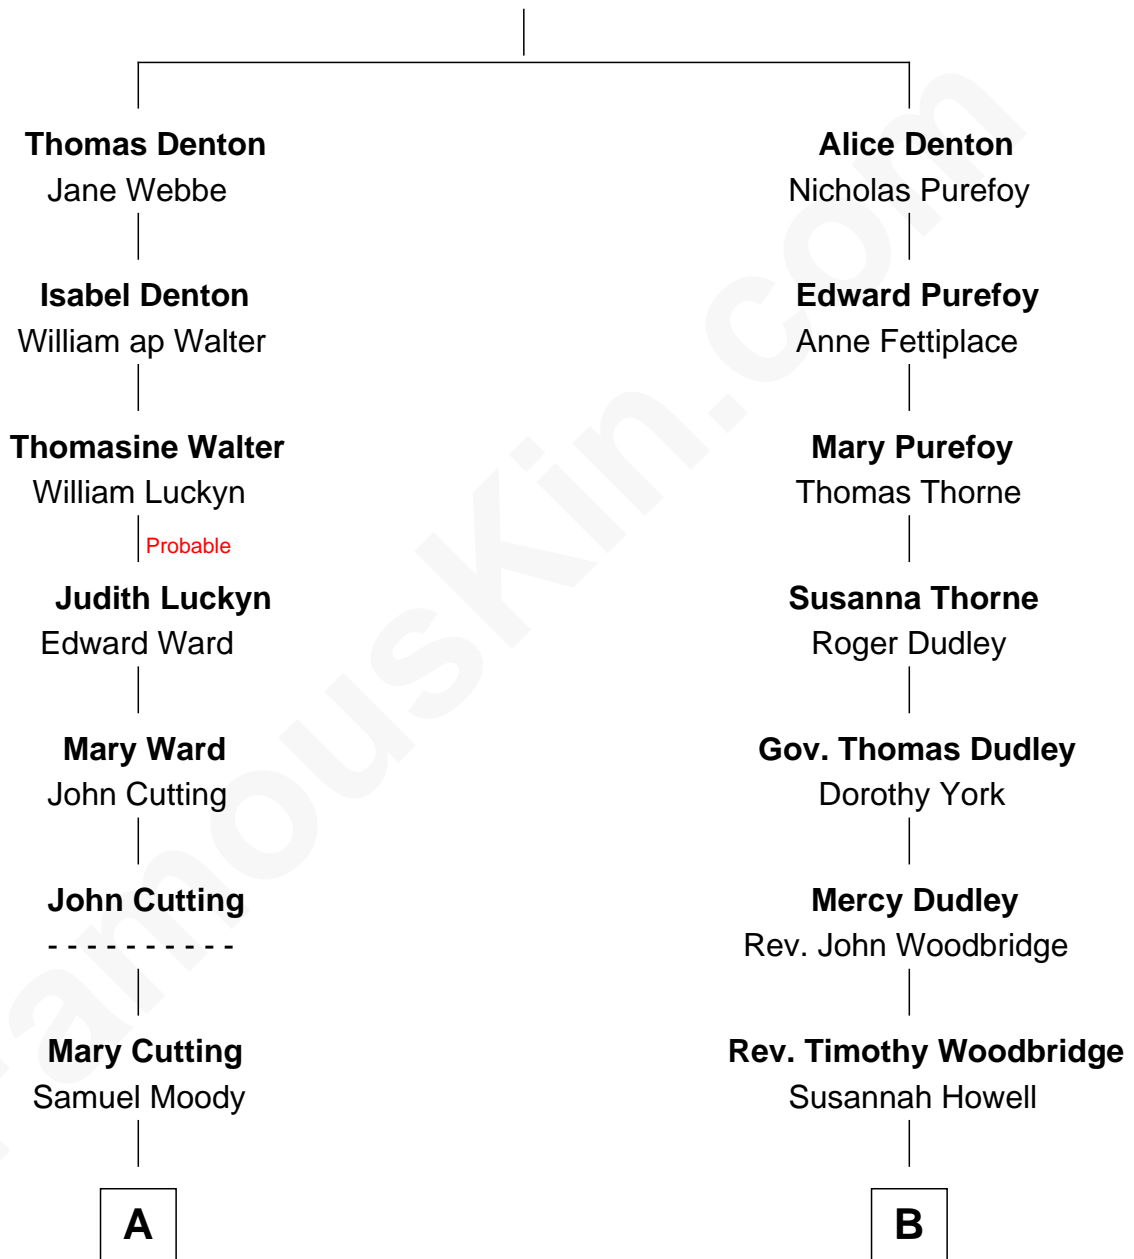 Thomas Denton
Jane Webbe
Alice Denton
Nicholas Purefoy
Isabel Denton
William ap Walter
Edward Purefoy
Anne Fettiplace
Thomasine Walter
William Luckyn
Mary Purefoy
Thomas Thorne
Probable
Judith Luckyn
Edward Ward
Susanna Thorne
Roger Dudley
Mary Ward
John Cutting
Gov. Thomas Dudley
Dorothy York
John Cutting
- - - - - - - - - -
Mercy Dudley
Rev. John Woodbridge
Mary Cutting
Samuel Moody
Rev. Timothy Woodbridge
Susannah Howell
A
B
FamousKin.com